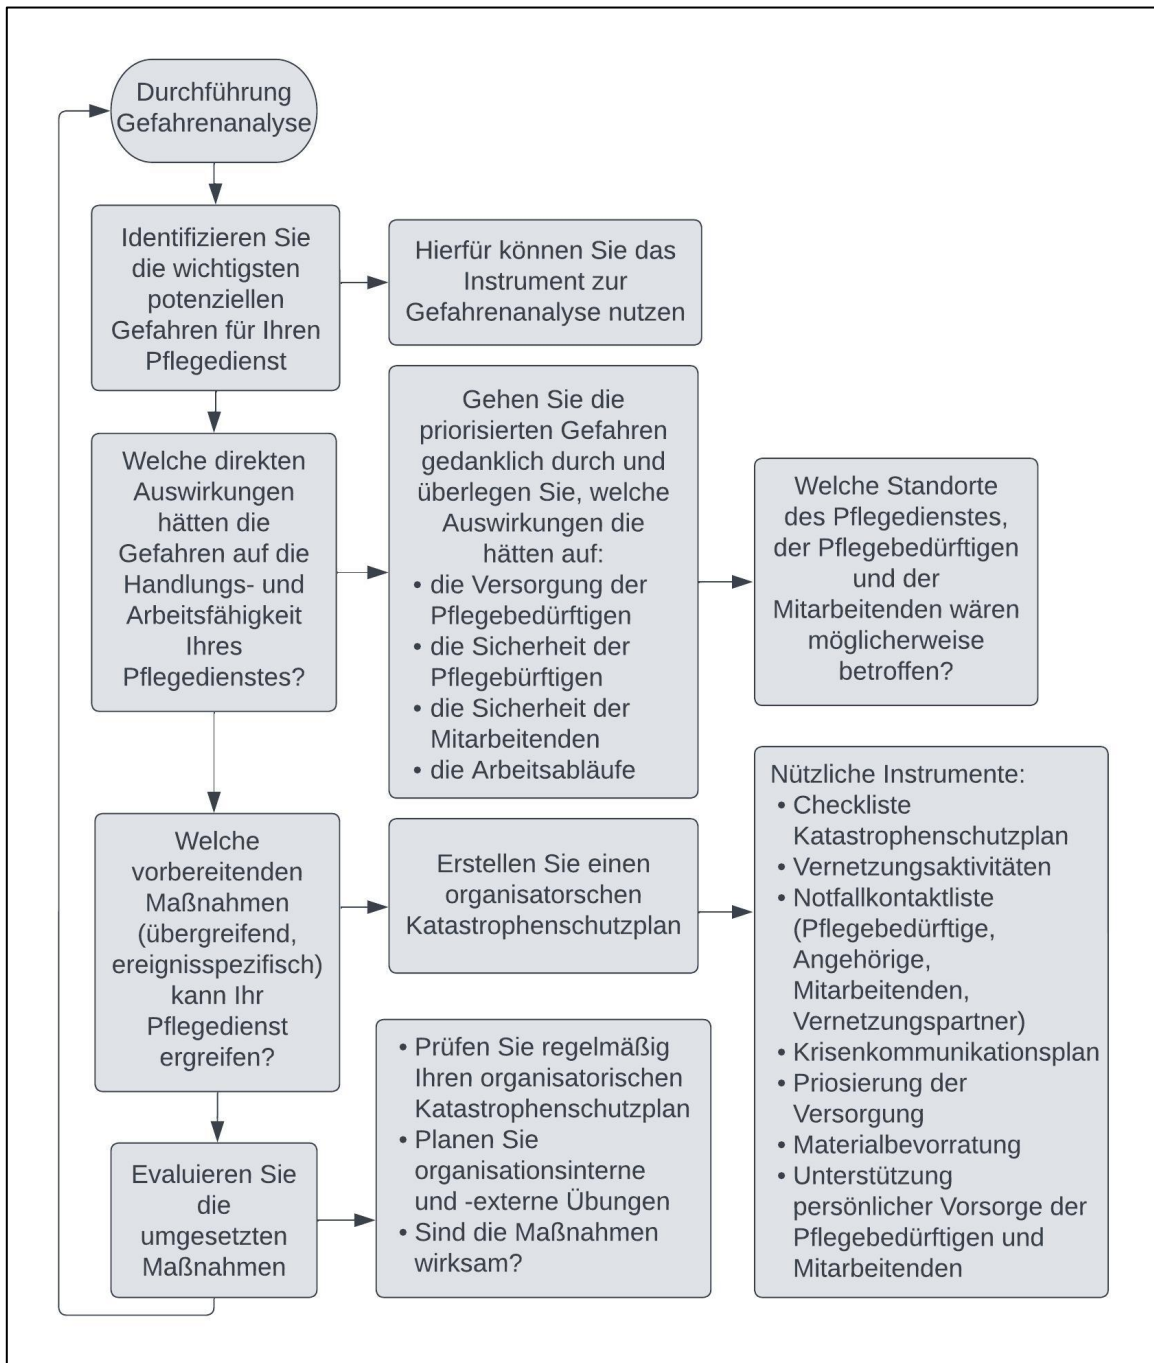 Durchführung
Gefahrenanalyse
Identifizieren Sie
die wichtigsten
potenziellen
Gefahren für Ihren
Pflegedienst
Hierfür können Sie das
Instrument zur
Gefahrenanalyse nutzen
Welche direkten
Auswirkungen
hätten die
Gefahren auf die
Handlungs- und
Arbeitsfähigkeit
Ihres
Pflegedienstes?
Gehen Sie die
priorisierten Gefahren
gedanklich durch und
überlegen Sie, welche
Auswirkungen die
hätten auf:
• die Versorgung der
Pflegebedürftigen
• die Sicherheit der
Pflegebürftigen
• die Sicherheit der
Mitarbeitenden
• die Arbeitsabläufe
Welche Standorte
des Pflegedienstes,
der Pflegebedürftigen
und der
Mitarbeitenden wären
möglicherweise
betroffen?
Welche
vorbereitenden
Maßnahmen
(übergreifend,
ereignisspezifisch)
kann Ihr
Pflegedienst
ergreifen?
Erstellen Sie einen
organisatorschen
Katastrophenschutzplan
Nützliche Instrumente:
• Checkliste
Katastrophenschutzplan
• Vernetzungsaktivitäten
• Notfallkontaktliste
(Pflegebedürftige,
Angehörige,
Mitarbeitenden,
Vernetzungspartner)
• Krisenkommunikationsplan
• Priosierung der
Versorgung
• Materialbevorratung
• Unterstützung
persönlicher Vorsorge der
Pflegebedürftigen und
Mitarbeitenden
Evaluieren Sie
die
umgesetzten
Maßnahmen
• Prüfen Sie regelmäßig
Ihren organisatorischen
Katastrophenschutzplan
• Planen Sie
organisationsinterne
und -externe Übungen
• Sind die Maßnahmen
wirksam?